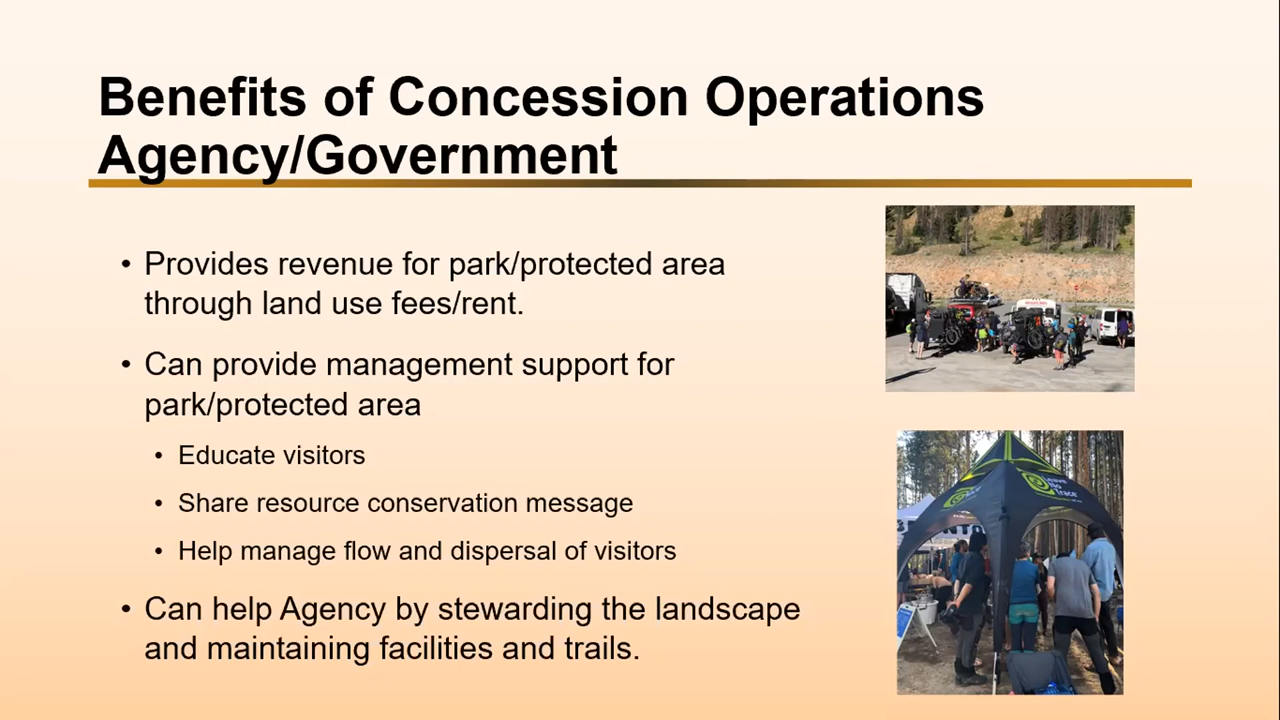 Benefits of Concession Operations
Agency/Government
• Provides revenue for park/protected area
through land use fees/rent.
• Can provide management support for
park/protected area
• Educate visitors
• Share resource conservation message
• Help manage flow and dispersal of visitors
• Can help Agency by stewarding the landscape
and maintaining facilities and trails.